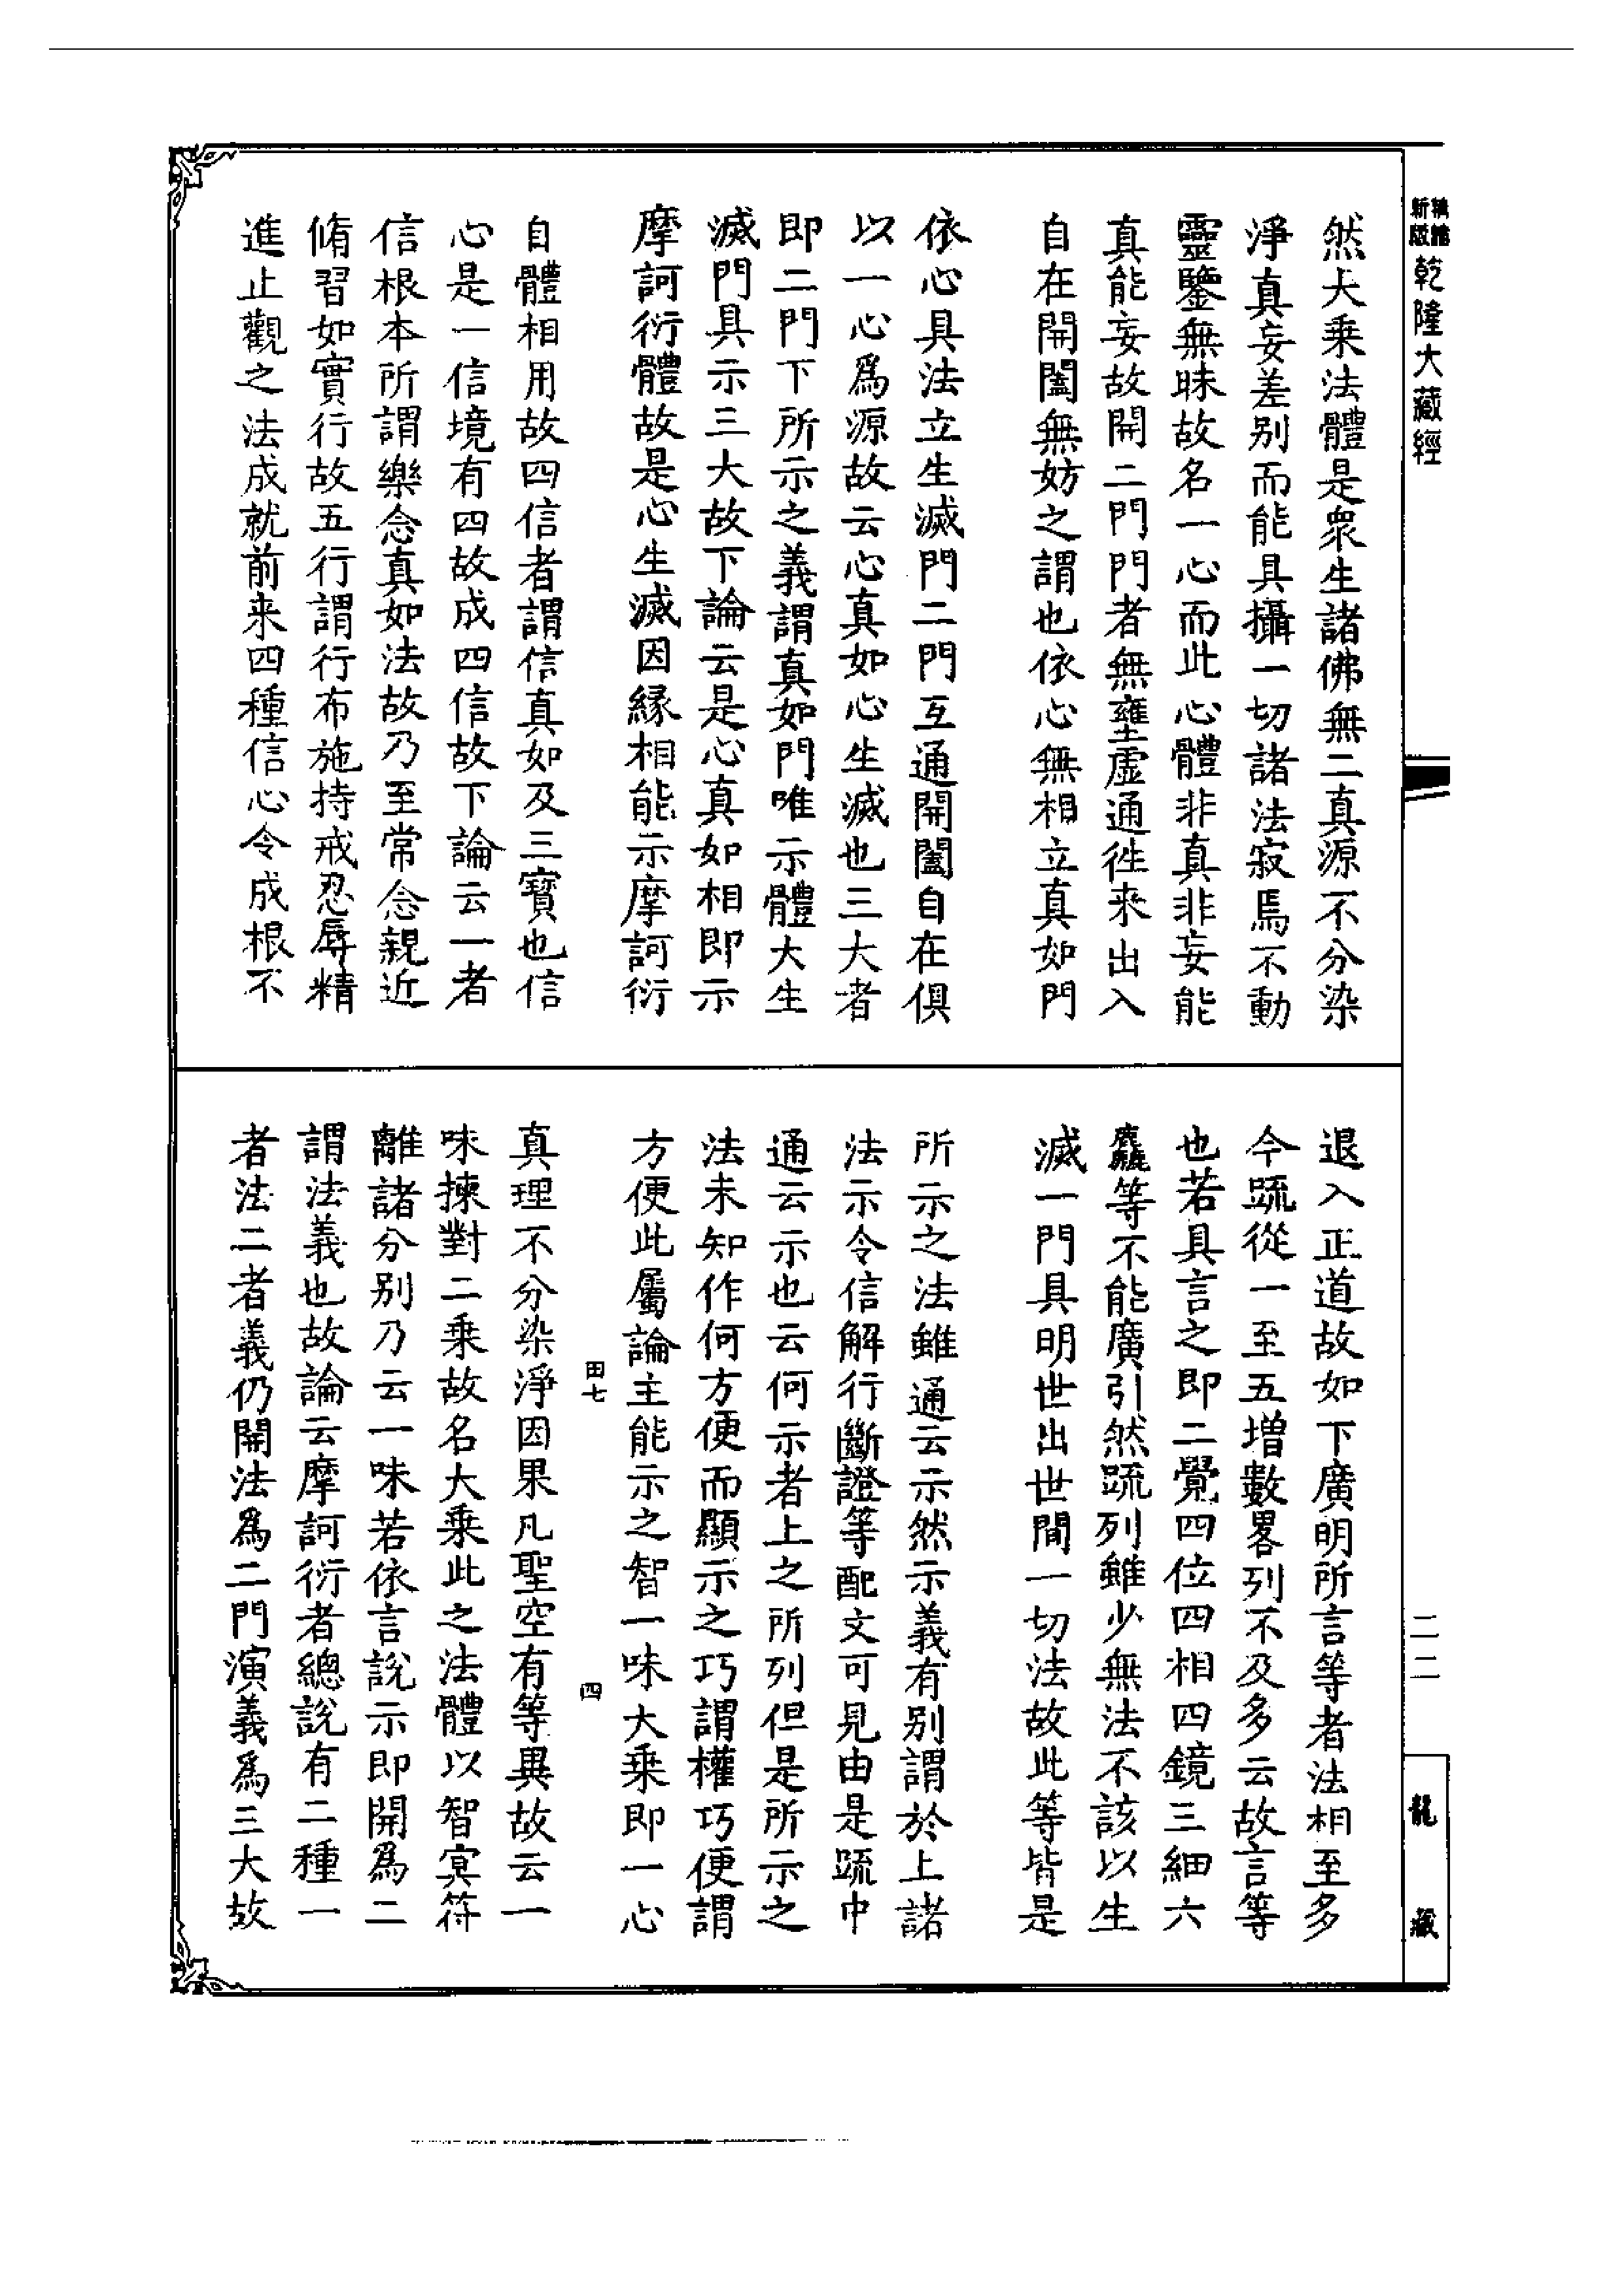 新編縮版乾隆大藏經
然大乘法體是衆生諸佛無二真源不分染
淨真妄差别而能具攝一切諸法寂焉不動
靈鑒無昧故名一心而此心體非真非妄能
真能妄故開二門門者無壅虛通徃来出入
自在開闔無妨之謂也依心無相立真如門
依心具法立生滅門二門互通開闔自在俱
以一心爲源故云心真如心生滅也三大者
即二門下所示之義謂真如門唯示體大生
滅門具示三大故下論云是心真如相即示
摩訶衍體故是心生滅因緣相能示摩訶衍
自體相用故四信者謂信真如及三寶也信
心是一信境有四故成四信故下論云一者
信根本所謂樂念真如法故乃至常念親近
脩習如實行故五行謂行布施持戒忍辱精
進止觀之法成就前来四種信心令成根不
退入正道故如下廣明所言等者法相至多
今䟽從一至五增數畧列不及多云故言等
也若具言之即二覺四位四相四鏡三細六
麤等不能廣引然䟽列雖少無法不該以生
滅一門具明世出世間一切法故此等皆是
所示之法雖通云示然示義有别謂於上諸
法示令信解行斷證等配文可見由是䟽中
通云示也云何示者上之所列但是所示之
法未知作何方便而顯示之巧謂權巧便謂
方便此屬論主能示之智一味大乘即一心
田七 四
真理不分染淨因果凡聖空有等異故云一
味揀對二乘故名大乘此之法體以智冥符
離諸分别乃云一味若依言說示即開爲二
謂法義也故論云摩訶衍者總說有二種一
者法二者義仍開法爲二門演義爲三大故
二二
龍藏